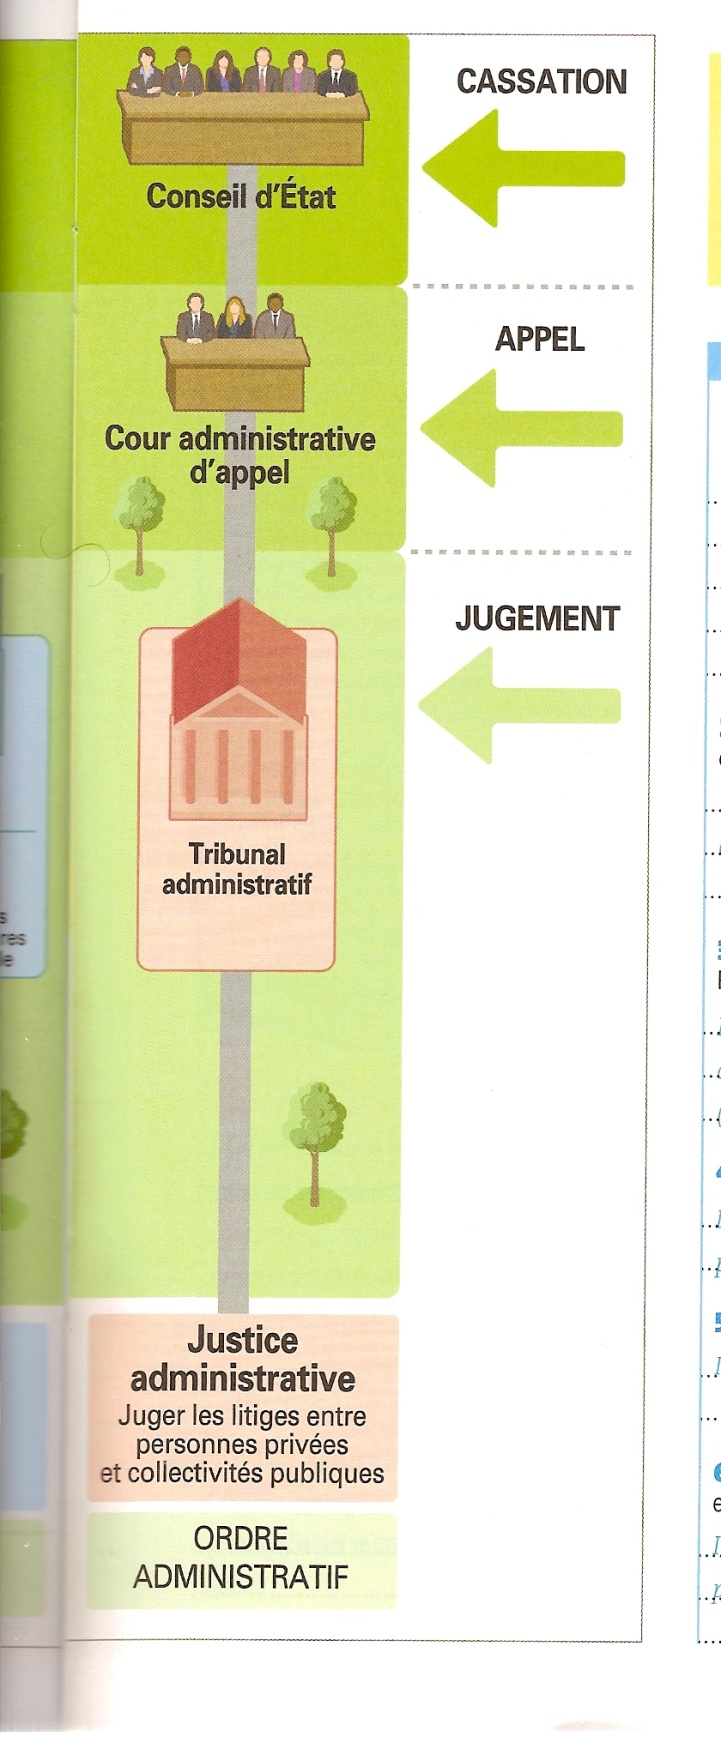 CASSATION
Conseil d'État
APPEL
Cour administrative
d'appel
JUGEMENT
Tribunal
administratif
Justice
administrative
Juger les litiges entre
personnes privées
et collectivités publiques
ORDRE
ADMINISTRATIF